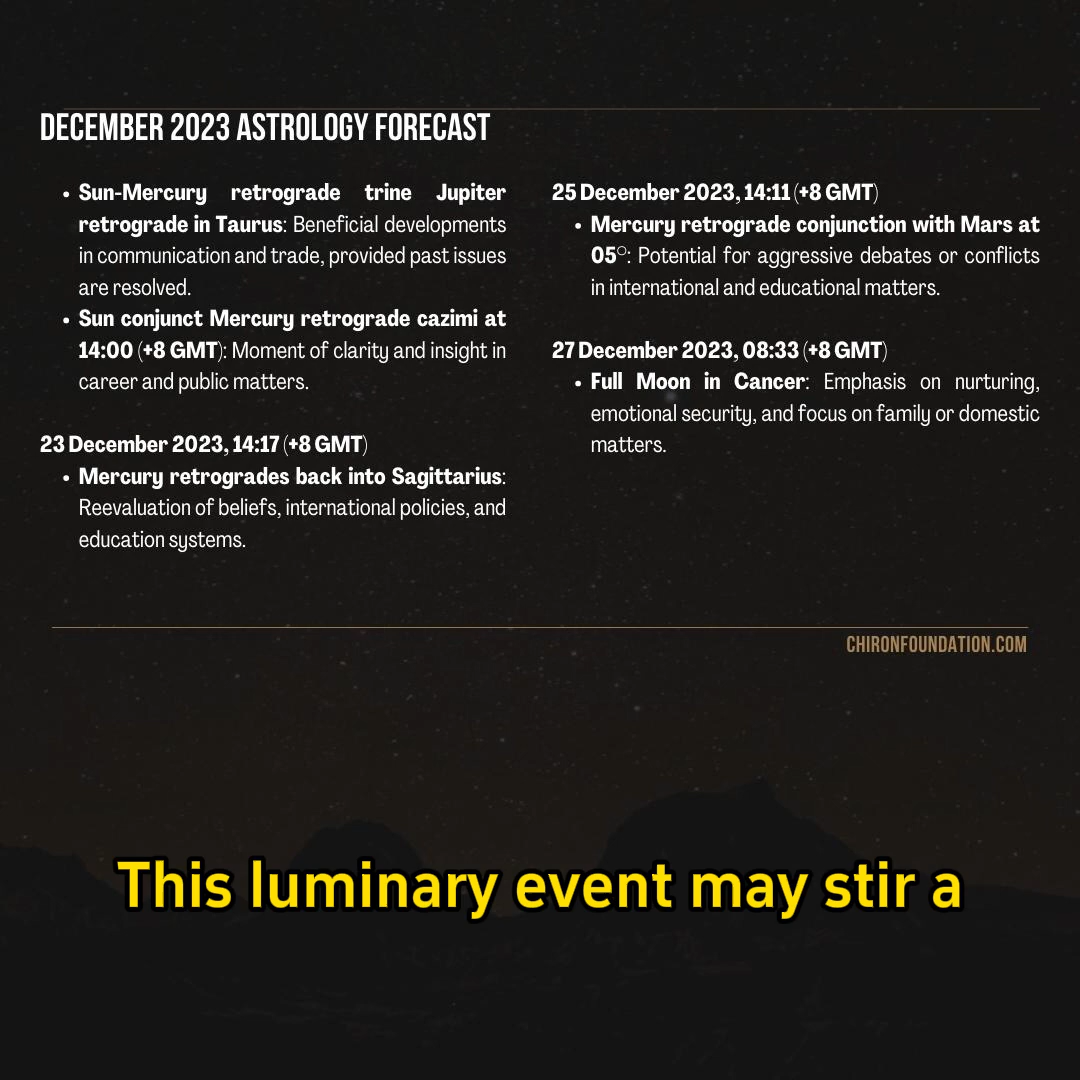 DECEMBER 2023 ASTROLOGY FORECAST
• Sun-Mercury retrograde trine Jupiter
retrograde in Taurus: Beneficial developments
in communication and trade, provided past issues
are resolved.
• Sun conjunct Mercury retrograde cazimi at
14:00 (+8 GMT): Moment of clarity and insight in
career and public matters.
23 December 2023, 14:17 (+8 GMT)
• Mercury retrogrades back into Sagittarius:
Reevaluation of beliefs, international policies, and
education systems.
25 December 2023, 14:11 (+8 GMT)
• Mercury retrograde conjunction with Mars at
05○: Potential for aggressive debates or conflicts
in international and educational matters.
27 December 2023, 08:33 (+8 GMT)
• Full Moon in Cancer: Emphasis on nurturing,
emotional security, and focus on family or domestic
matters.
CHIRONFOUNDATION.COM
This luminary event may stir a